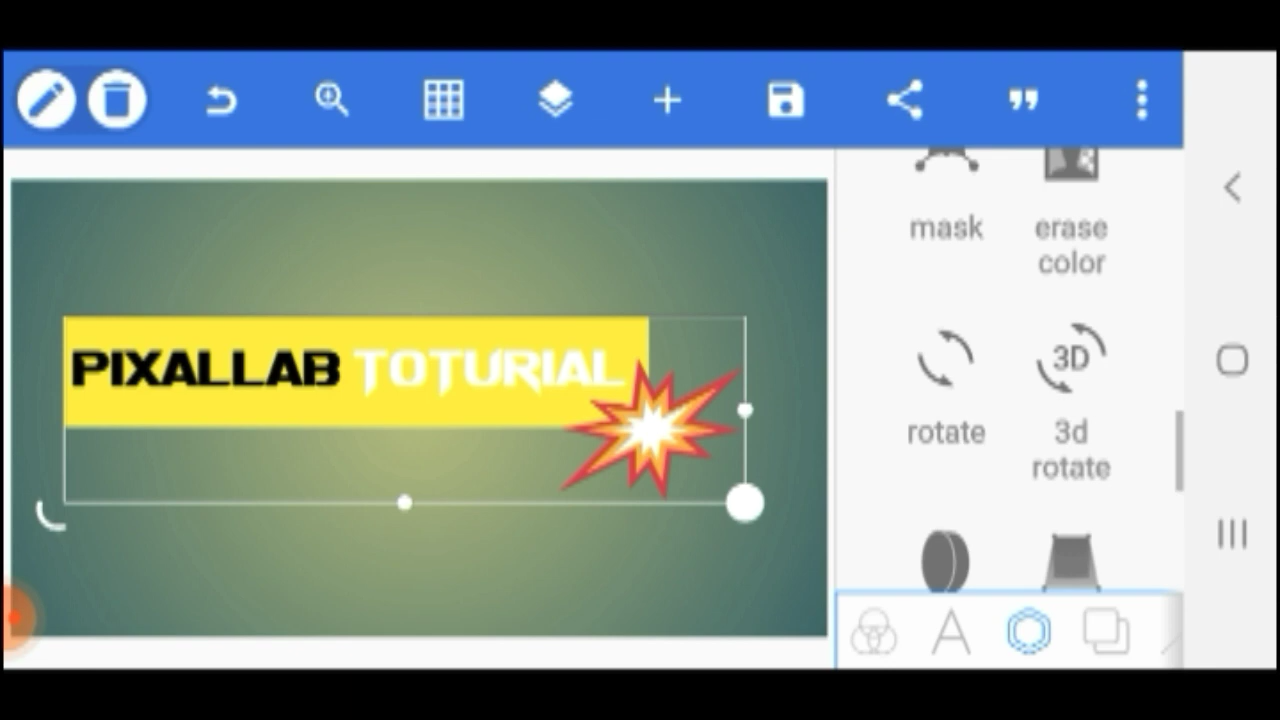 PIXALLAB TOTURIAL
mask
erase
color
3D
rotate
3d
rotate
A